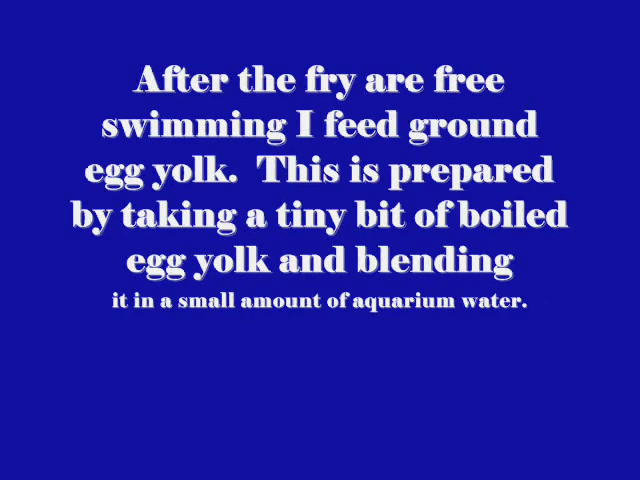 After the fry are free
swimming I feed ground
egg yolk.  This is prepared
by taking a tiny bit of boiled
egg yolk and blending
it in a small amount of aquarium water.